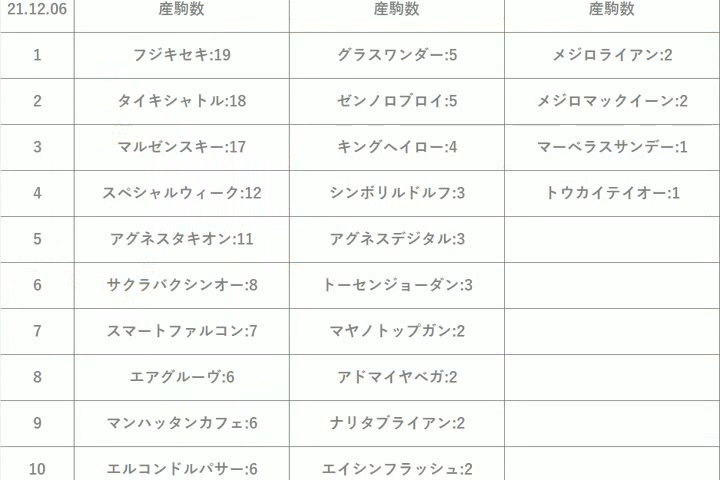 21.12.06 産駒数 産駒数 産駒数
1 フジキセキ:19 グラスワンダー:5 メジロライアン:2
2 タイキシャトル:18 ゼンノロブロイ:5 メジロマックイーン:2
3 マルゼンスキー:17 キングヘイロー:4 マーベラスサンデー:1
4 スペシャルウィーク:12 シンボリルドルフ:3 トウカイテイオー:1
5 アグネスタキオン:11 アグネスデジタル:3
6 サクラバクシンオー:8 トーセンジョーダン:3
7 スマートファルコン:7 マヤノトップガン:2
8 エアグルーヴ:6 アドマイヤベガ:2
9 マンハッタンカフェ:6 ナリタブライアン:2
10 エルコンドルパサー:6 エイシンフラッシュ:2